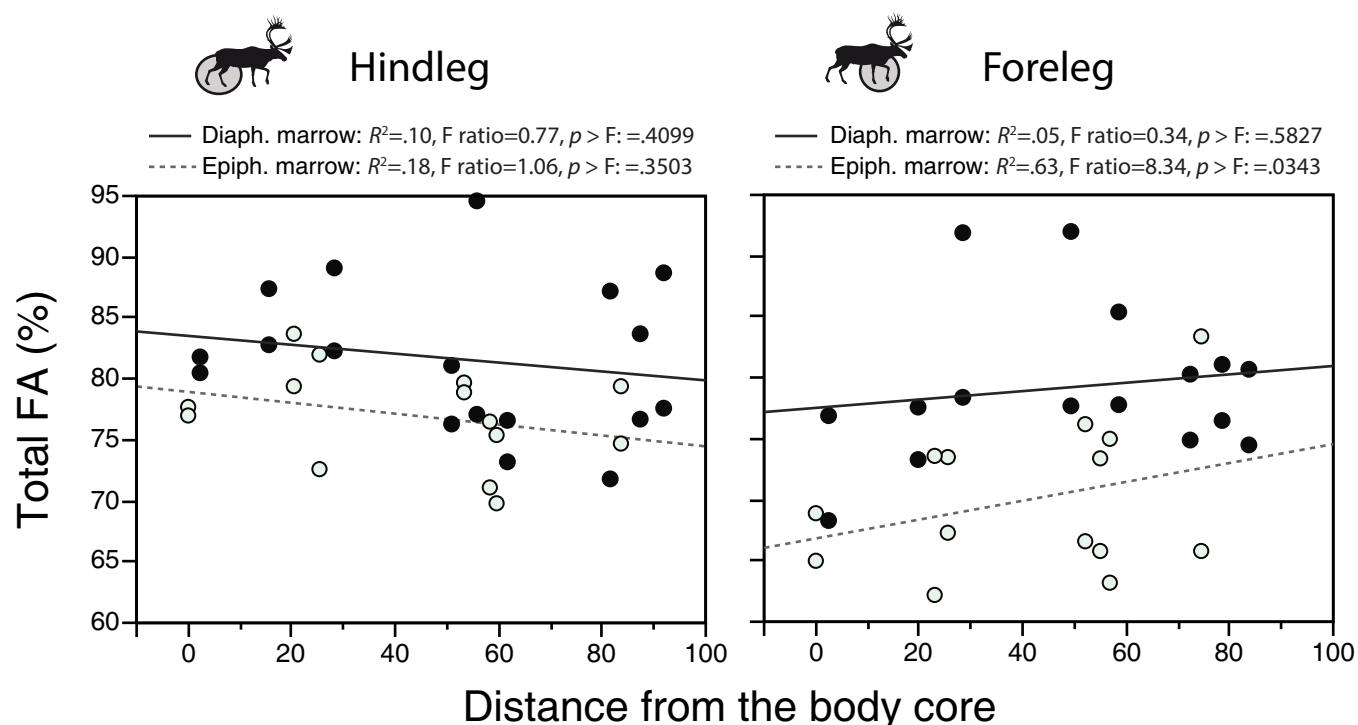 Hindleg
Foreleg
Diaph. marrow: R²=.10, F ratio=0.77, p > F: =.4099
Epiph. marrow: R²=.18, F ratio=1.06, p > F: =.3503
Diaph. marrow: R²=.05, F ratio=0.34, p > F: =.5827
Epiph. marrow: R²=.63, F ratio=8.34, p > F: =.0343
Total FA (%)
95
90
85
80
75
70
65
60
0 20 40 60 80 100
0 20 40 60 80 100
Distance from the body core